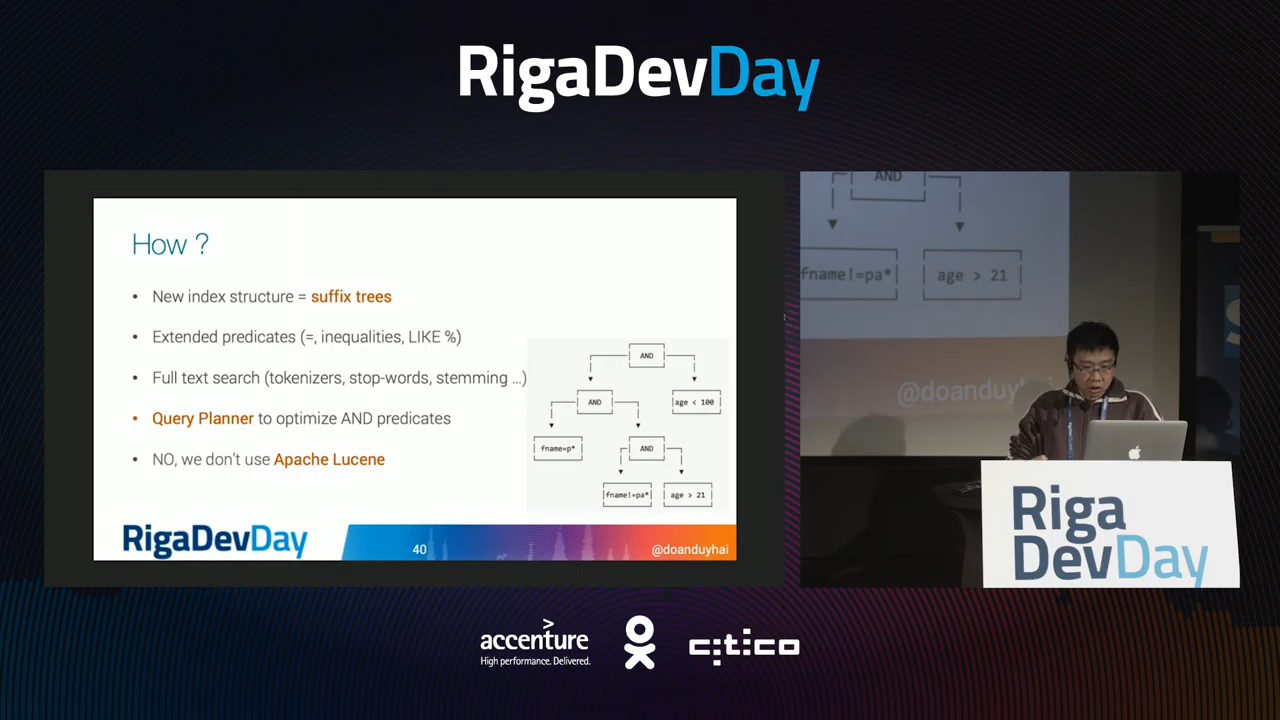 RigaDevDay
How ?
• New index structure = suffix trees
• Extended predicates (=, inequalities, LIKE %)
• Full text search (tokenizers, stop-words, stemming ...)
• Query Planner to optimize AND predicates
• NO, we don't use Apache Lucene
AND
AND
age < 100
fname=p*
AND
fname!=pa*
age > 21
RigaDevDay
40
@doanduyhai
AND
fname!=pa*
age > 21
@doanduyhai
Riga
DevDay
accenture
High performance. Delivered.
citico